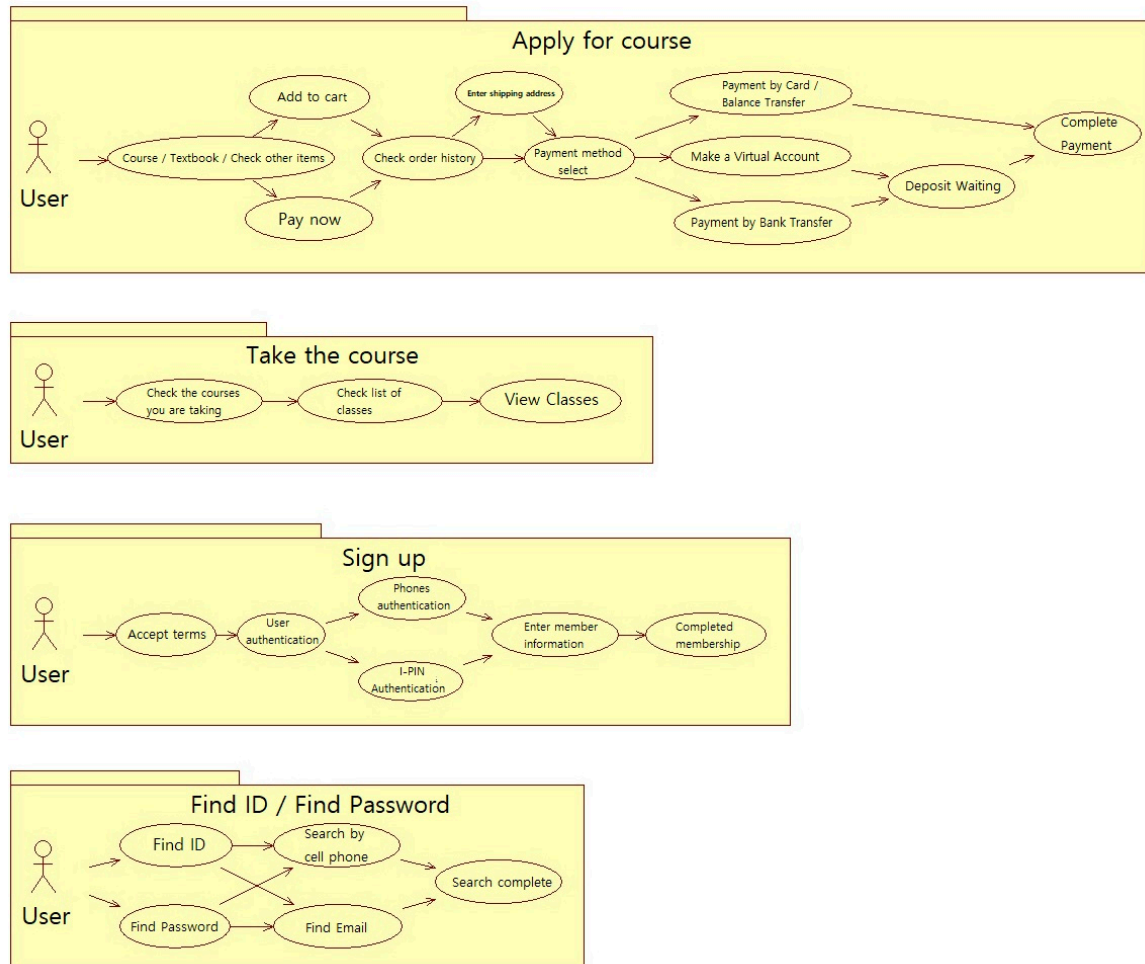 Apply for course
Add to cart
Enter shipping address
Payment by Card /
Balance Transfer
Complete
Payment
Course / Textbook / Check other items
Check order history
Payment method
select
Make a Virtual Account
Deposit Waiting
User
Pay now
Payment by Bank Transfer
Take the course
Check the courses
you are taking
Check list of
classes
View Classes
User
Sign up
Phones
authentication
Accept terms
User
authentication
Enter member
information
Completed
membership
I-PIN
Authentication
User
Find ID / Find Password
Find ID
Search by
cell phone
Search complete
User
Find Password
Find Email